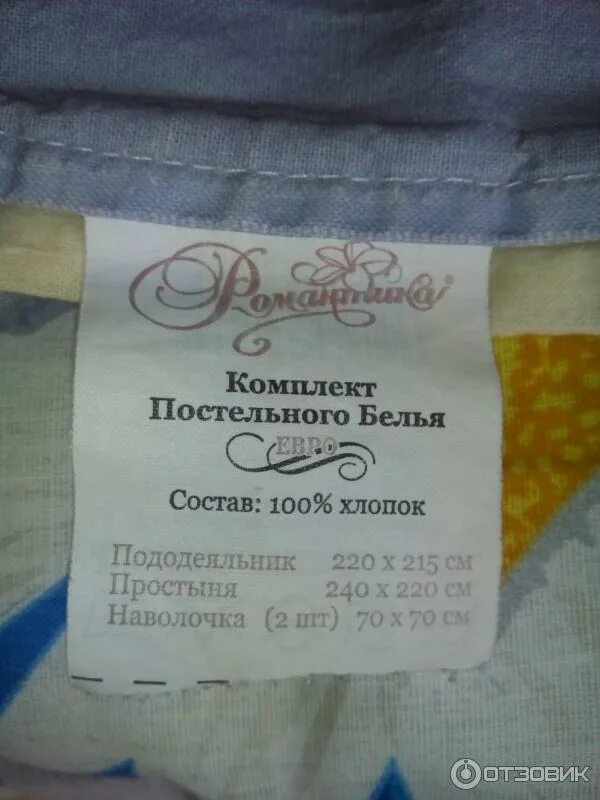 Романтика
Комплект
Постельного Белья
ЕВРО
Состав: 100% хлопок
Пододеяльник 220 х 215 см
Простыня 240 х 220 см
Наволочка (2 шт) 70 х 70 см
ОТЗОВИК